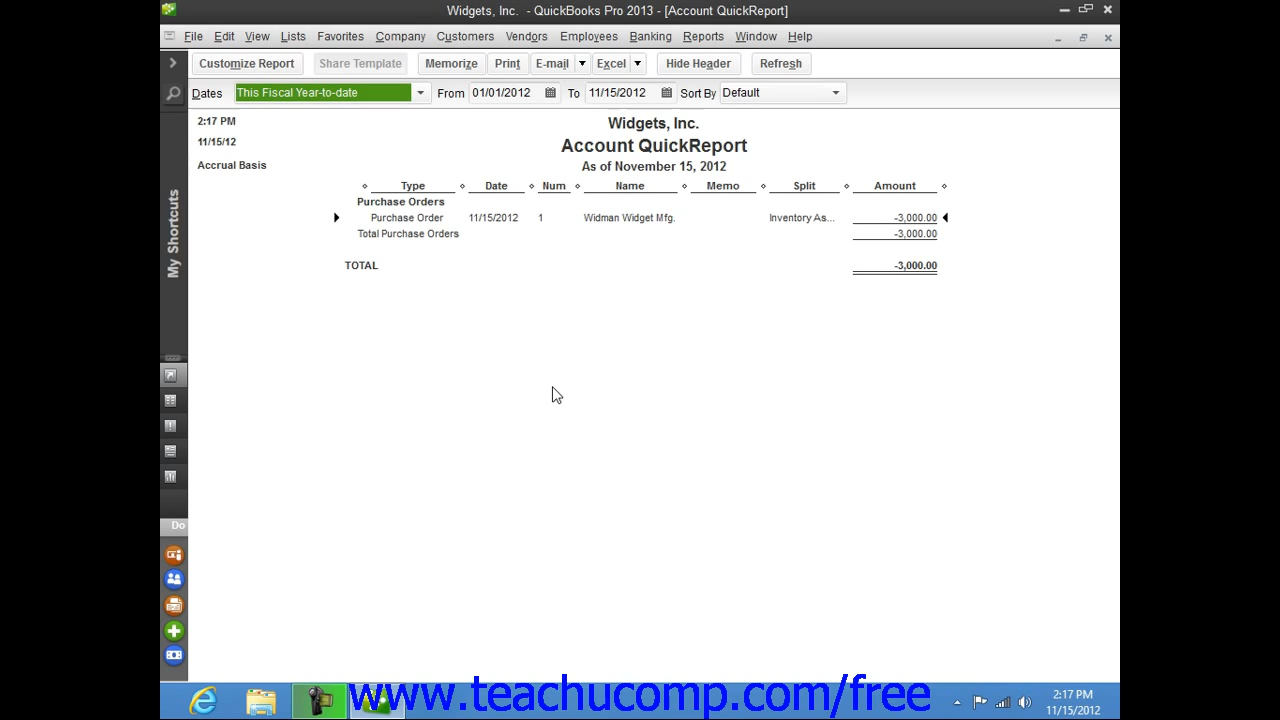 Widgets, Inc. - QuickBooks Pro 2013 - [Account QuickReport]
File Edit View Lists Favorites Company Customers Vendors Employees Banking Reports Window Help
Customize Report Share Template Memorize Print E-mail Excel Hide Header Refresh
Dates This Fiscal Year-to-date From 01/01/2012 To 11/15/2012 Sort By Default
2:17 PM Widgets, Inc.
11/15/12 Account QuickReport
Accrual Basis As of November 15, 2012
Type Date Num Name Memo Split Amount
Purchase Orders
Purchase Order 11/15/2012 1 Widman Widget Mfg. Inventory As... -3,000.00
Total Purchase Orders -3,000.00
TOTAL -3,000.00
My Shortcuts
Do
www.teachucomp.com/free
2:17 PM
11/15/2012